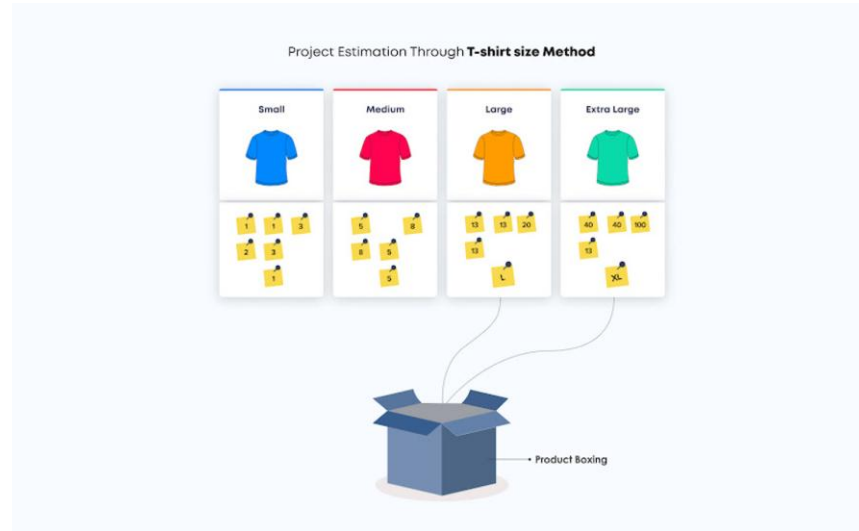 Project Estimation Through T-shirt size Method
Small Medium Large Extra Large
1 1 3 5 8 13 13 20 40 40 100
2 3 8 5 13 13
1 5 L XL
Product Boxing